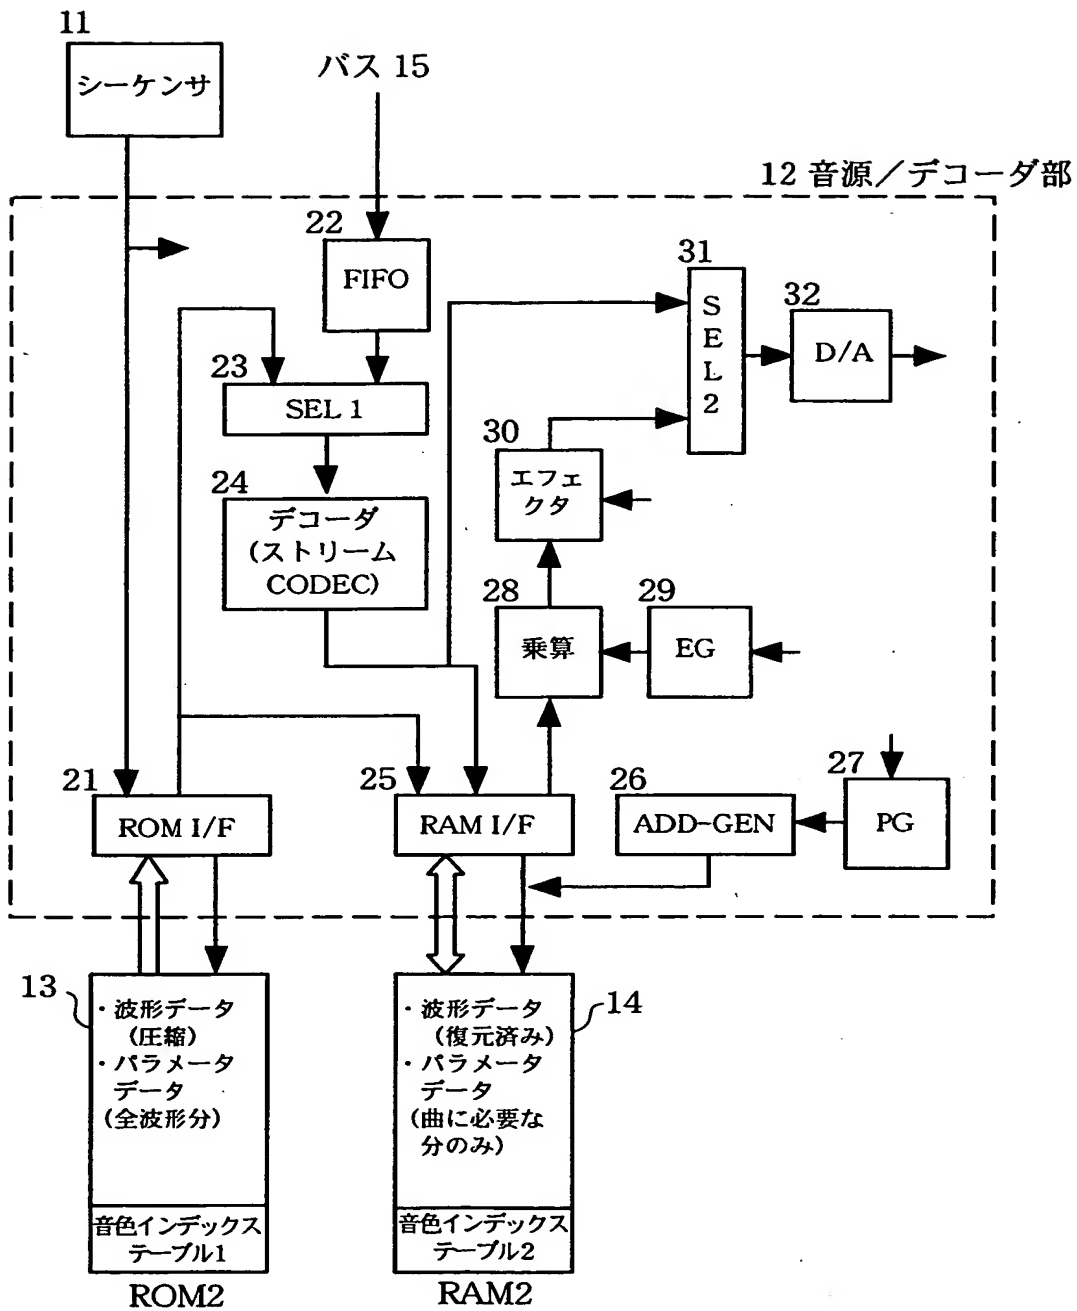 11
シーケンサ
バス 15
12 音源／デコーダ部
22
FIFO
31
SEL2
32
D/A
23
SEL 1
30
エフェ
クタ
24
デコーダ
(ストリーム
CODEC)
28
乗算
29
EG
21
ROM I/F
25
RAM I/F
26
ADD-GEN
27
PG
13
・波形データ
(圧縮)
・パラメータ
データ
(全波形分)
音色インデックス
テーブル1
ROM2
14
・波形データ
(復元済み)
・パラメータ
データ
(曲に必要な
分のみ)
音色インデックス
テーブル2
RAM2